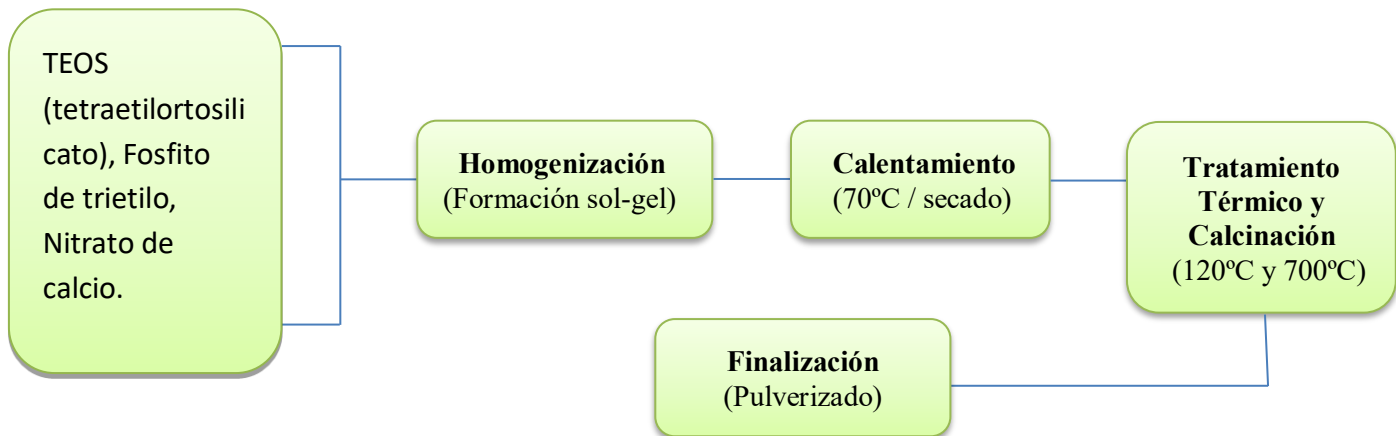 TEOS
(tetraetilortosili
cato), Fosfito
de trietilo,
Nitrato de
calcio.
Homogenización
(Formación sol-gel)
Calentamiento
(70ºC / secado)
Tratamiento
Térmico y
Calcinación
(120ºC y 700ºC)
Finalización
(Pulverizado)